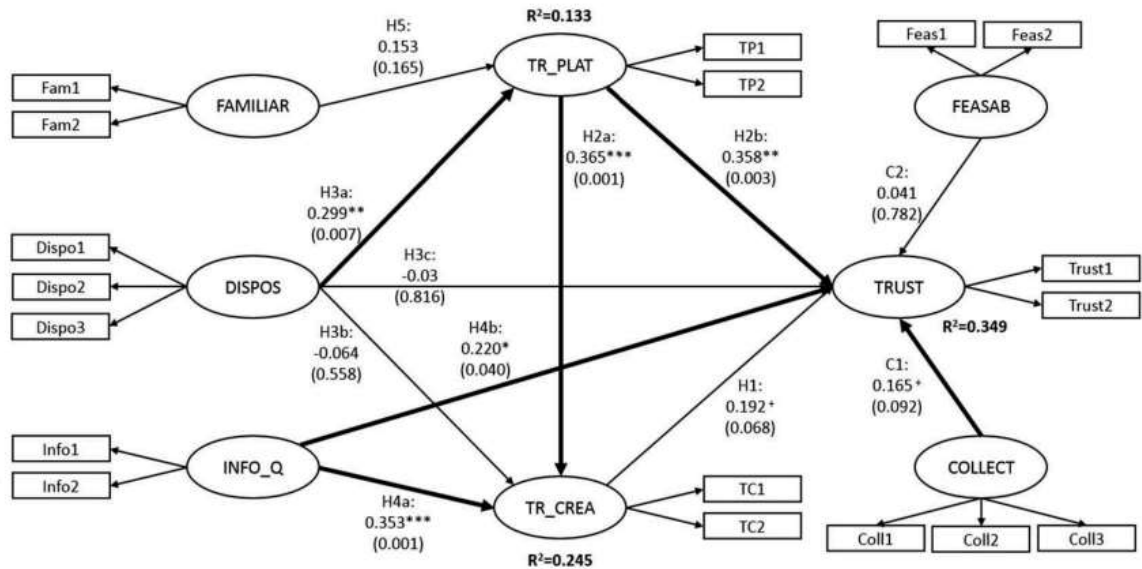 R²=0.133
H5:
0.153
(0.165)
TR_PLAT
TP1
TP2
Feas1
Feas2
Fam1
Fam2
FAMILIAR
FEASAB
H2a:
0.365***
(0.001)
H2b:
0.358**
(0.003)
C2:
0.041
(0.782)
H3a:
0.299**
(0.007)
Dispo1
Dispo2
Dispo3
DISPOS
H3c:
-0.03
(0.816)
TRUST
Trust1
Trust2
R²=0.349
H3b:
-0.064
(0.558)
H4b:
0.220*
(0.040)
H1:
0.192⁺
(0.068)
C1:
0.165⁺
(0.092)
Info1
Info2
INFO_Q
COLLECT
H4a:
0.353***
(0.001)
TR_CREA
TC1
TC2
R²=0.245
Coll1
Coll2
Coll3